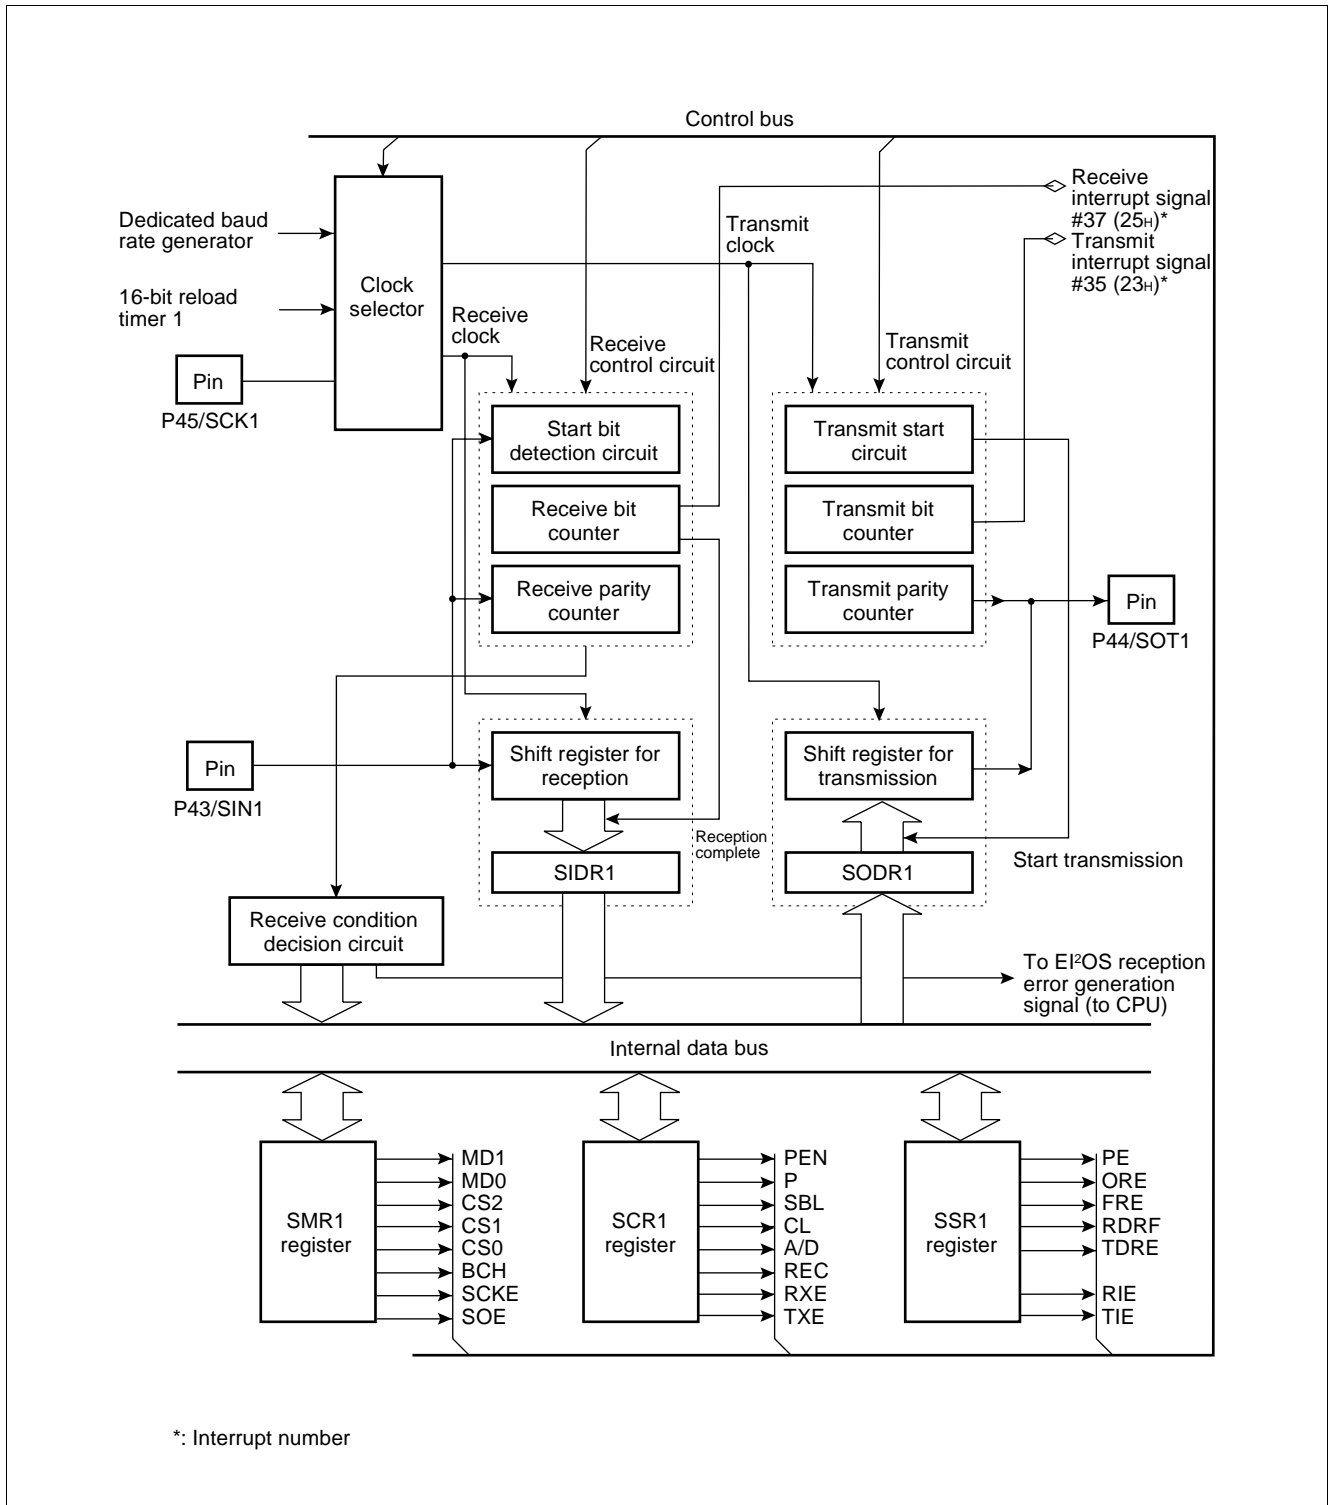 Control bus
Receive
interrupt signal
#37 (25H)*
Transmit
interrupt signal
#35 (23H)*
Dedicated baud
rate generator
Transmit
clock
Clock
selector
16-bit reload
timer 1
Receive
clock
Receive
control circuit
Transmit
control circuit
Pin
P45/SCK1
Start bit
detection circuit
Transmit start
circuit
Receive bit
counter
Transmit bit
counter
Receive parity
counter
Transmit parity
counter
Pin
P44/SOT1
Pin
P43/SIN1
Shift register for
reception
Shift register for
transmission
Reception
complete
Start transmission
SIDR1
SODR1
Receive condition
decision circuit
To EI²OS reception
error generation
signal (to CPU)
Internal data bus
SMR1
register
MD1
MD0
CS2
CS1
CS0
BCH
SCKE
SOE
SCR1
register
PEN
P
SBL
CL
A/D
REC
RXE
TXE
SSR1
register
PE
ORE
FRE
RDRF
TDRE
RIE
TIE
*: Interrupt number